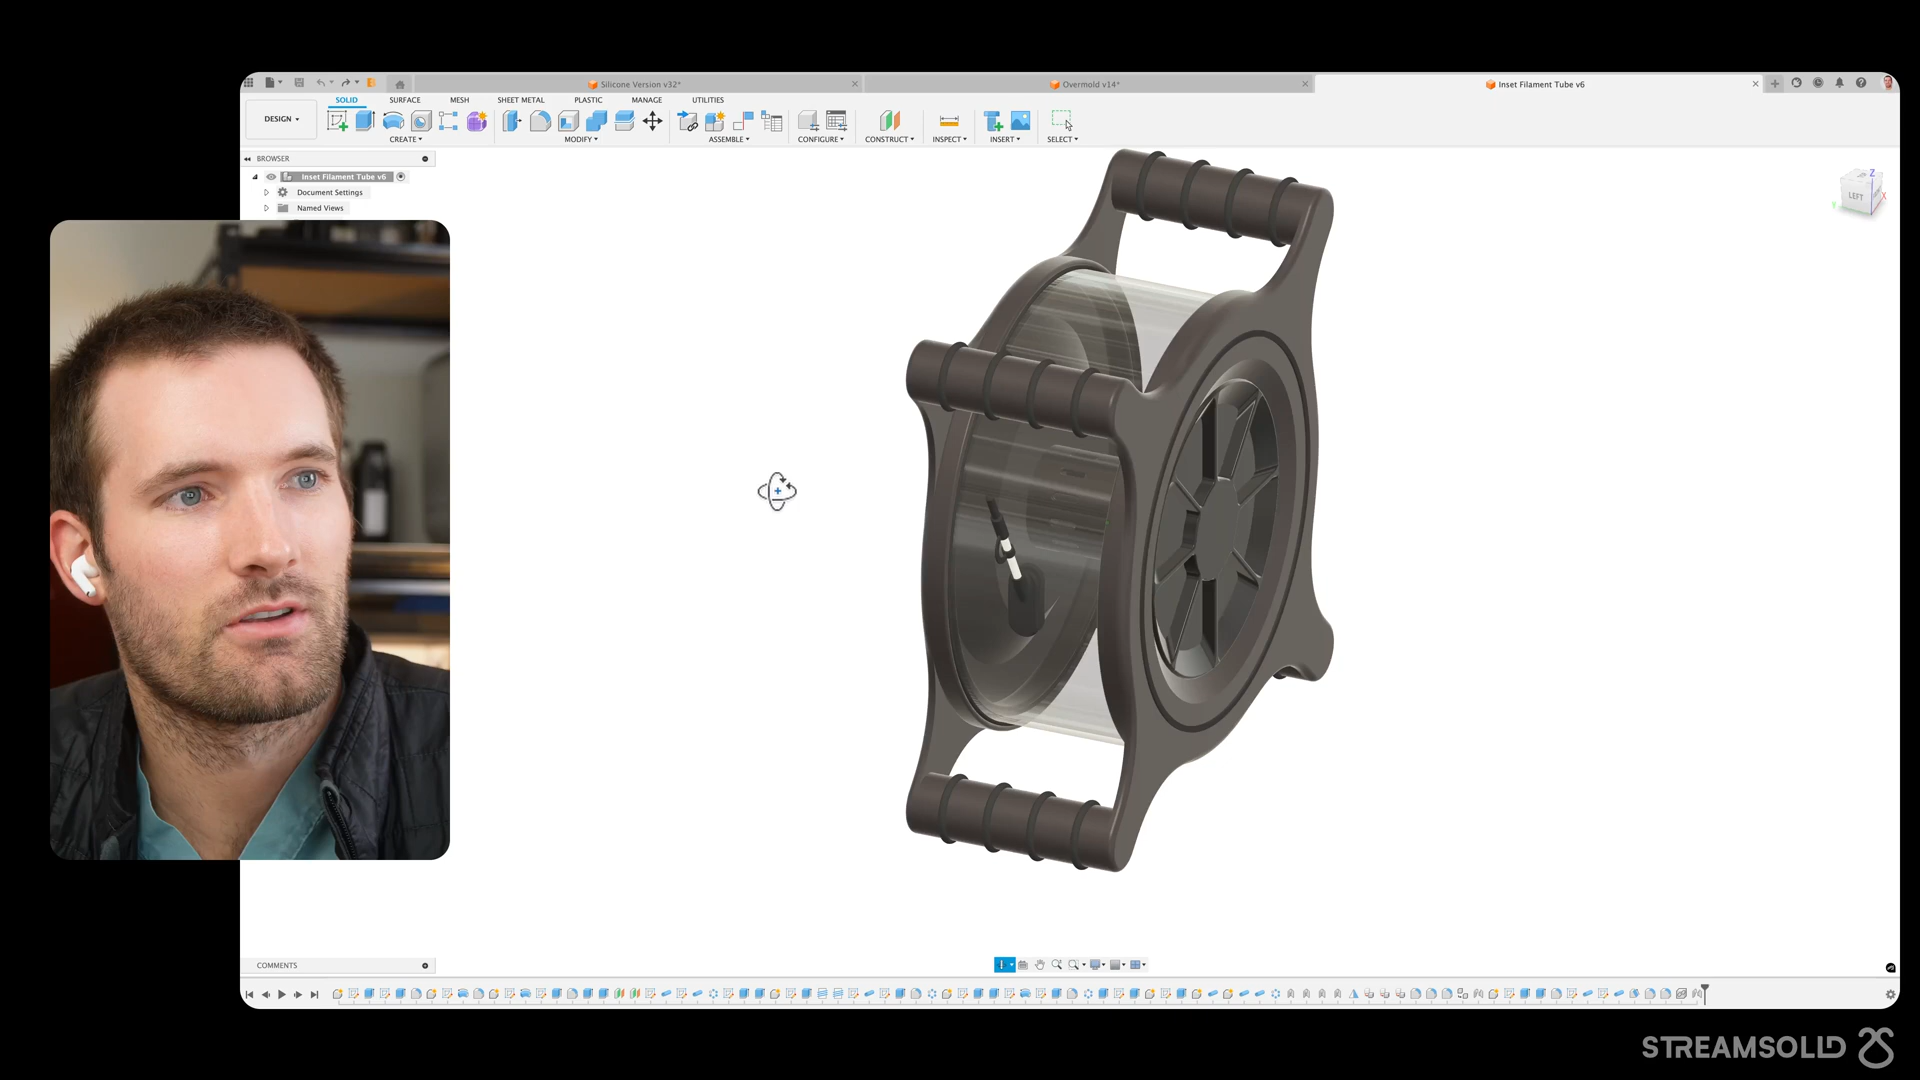 Silicone Version v32*
Overmold v14*
Inset Filament Tube v6
SOLID
SURFACE
MESH
SHEET METAL
PLASTIC
MANAGE
UTILITIES
DESIGN
CREATE
MODIFY
ASSEMBLE
CONFIGURE
CONSTRUCT
INSPECT
INSERT
SELECT
BROWSER
Inset Filament Tube v6
Document Settings
Named Views
Z
LEFT
X
Y
COMMENTS
STREAMSOLID